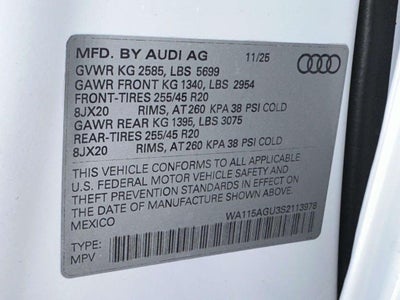 MFD. BY AUDI AG 11/25
GVWR KG 2585, LBS 5699
GAWR FRONT KG 1340, LBS 2954
FRONT-TIRES 255/45 R20
8JX20 RIMS, AT 260 KPA 38 PSI COLD
GAWR REAR KG 1395, LBS 3075
REAR-TIRES 255/45 R20
8JX20 RIMS, AT 260 KPA 38 PSI COLD
THIS VEHICLE CONFORMS TO ALL APPLICABLE
U.S. FEDERAL MOTOR VEHICLE SAFETY AND
THEFT PREVENTION STANDARDS IN EFFECT ON
THE DATE OF MANUFACTURE SHOWN ABOVE.
MEXICO WA115AGU3S2113978
TYPE:
MPV